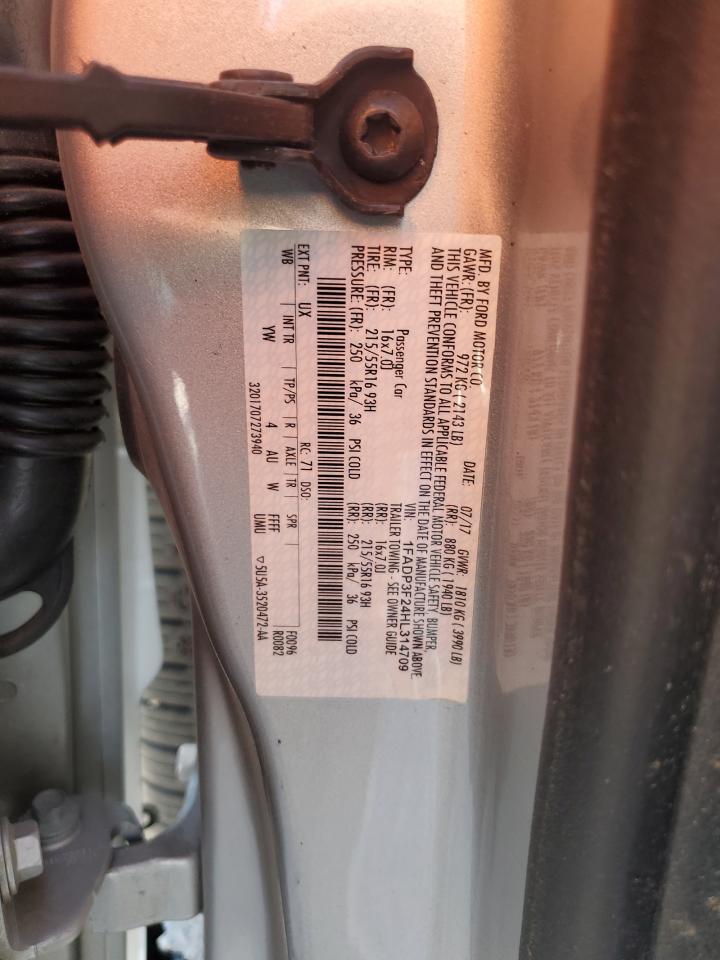 MFD. BY FORD MOTOR CO.
DATE: 07/17 GVWR: 1810 KG ( 3990 LB)
GAWR: (FR): 972 KG ( 2143 LB) (RR): 880 KG ( 1940 LB)
THIS VEHICLE CONFORMS TO ALL APPLICABLE FEDERAL MOTOR VEHICLE SAFETY, BUMPER,
AND THEFT PREVENTION STANDARDS IN EFFECT ON THE DATE OF MANUFACTURE SHOWN ABOVE.
VIN: 1FADP3F24HL314709
TYPE: Passenger Car TRAILER TOWING - SEE OWNER GUIDE
RIM: (FR): 16x7.0J (RR): 16x7.0J
TIRE: (FR): 215/55R16 93H (RR): 215/55R16 93H
PRESSURE: (FR): 250 kPa/ 36 PSI COLD (RR): 250 kPa/ 36 PSI COLD
EXT PNT: UX RC: 71 DSO: F0096
WB INT TR TP/PS R AXLE TR SPR R0082
YW 4 AU W FFFF UMU
3201707273940 5U5A-3520472-AA